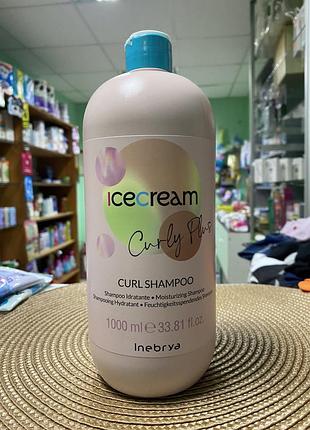 Icecream
Curly Plus
CURL SHAMPOO
Shampoo Idratante • Moisturizing Shampoo
Shampooing Hydratant • Feuchtigkeitsspendendes Shampoo
1000 ml e 33.81 fl.oz.
Inebrya